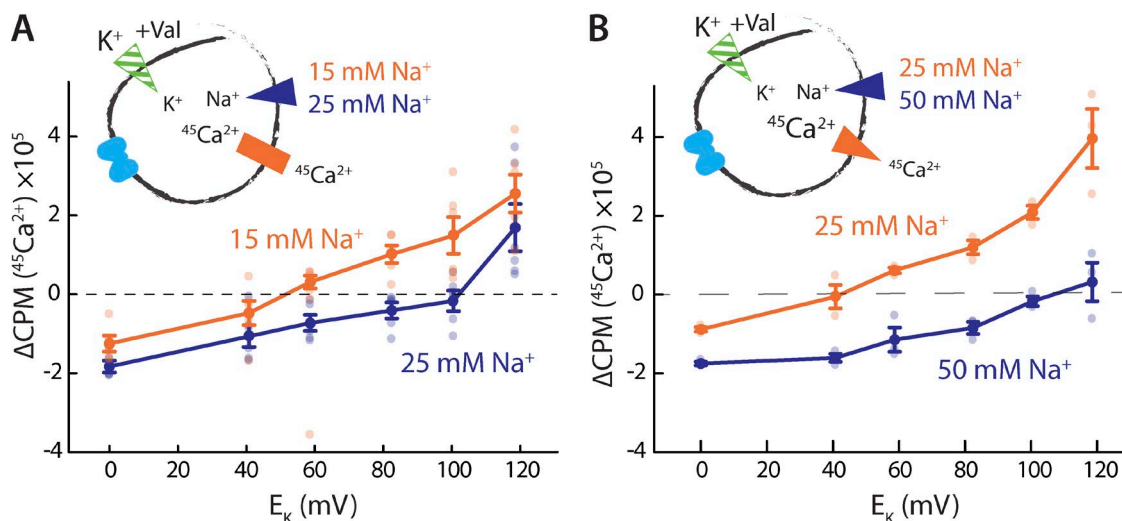 A
K⁺ +Val
K⁺
Na⁺
⁴⁵Ca²⁺
⁴⁵Ca²⁺
15 mM Na⁺
25 mM Na⁺
ΔCPM (⁴⁵Ca²⁺) ×10⁵
4
2
0
-2
-4
15 mM Na⁺
25 mM Na⁺
0 20 40 60 80 100 120
E_K (mV)
B
K⁺ +Val
K⁺
Na⁺
⁴⁵Ca²⁺
⁴⁵Ca²⁺
25 mM Na⁺
50 mM Na⁺
ΔCPM (⁴⁵Ca²⁺) ×10⁵
4
2
0
-2
-4
25 mM Na⁺
50 mM Na⁺
0 20 40 60 80 100 120
E_K (mV)